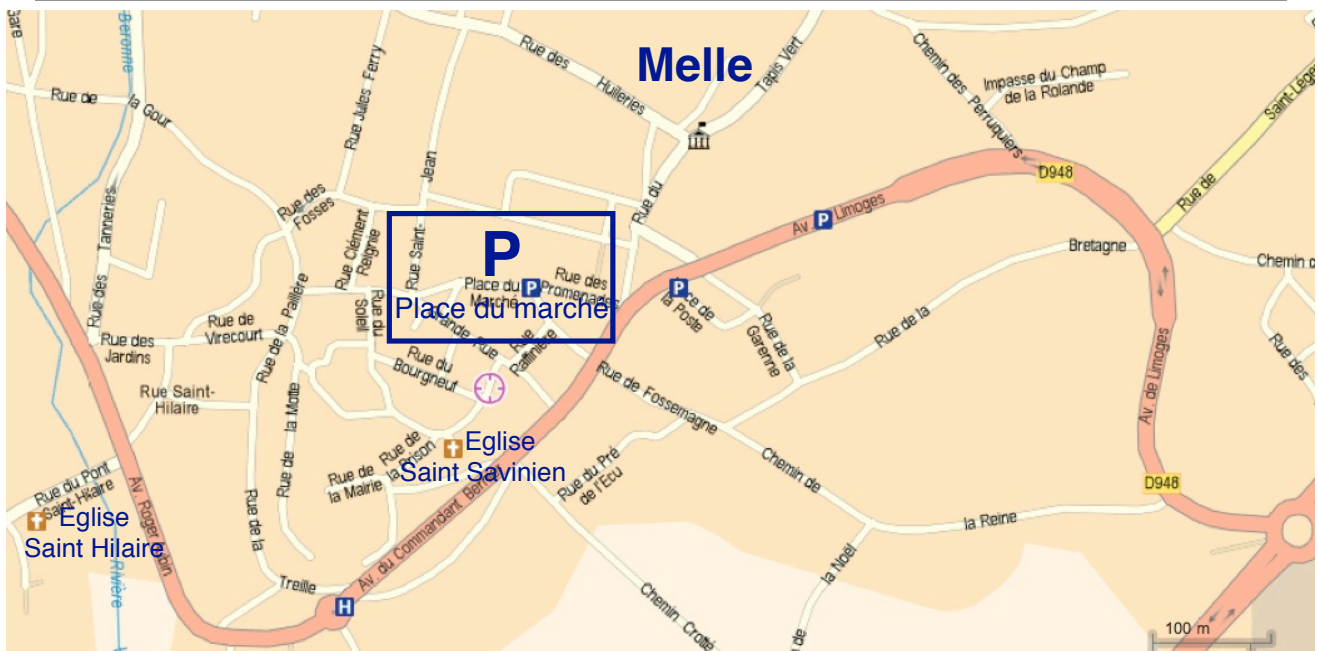 Melle
Gare
Beronne
Rue de la Gour
Rue Jules Ferry
Rue des Huileries
Tapis Vert
Chemin des Perruquiers
Impasse du Champ
de la Rolande
D948
Rue de
Jean
Rue des
Fosses
Rue Clément
Reignie
Rue Saint-
Rue du
Av. Limoges
P
Bretagne
Chemin
Rue des Tanneries
P
Place du
Marché
P
Rue des
Promenades
Place du marché
P
la Poste
Rue de la
Garenne
Rue de la
Av. de Limoges
Rue des
Rue de la Paillère
Rue du
Soleil
Grande Rue
Rue
Raffinière
Rue des
Jardins
Rue de
Virecourt
Rue du
Bourgneuf
Rue de Fossemagne
Rue Saint-
Hilaire
Rue de la Motte
Rue de
la Prison
Rue de
la Mairie
Eglise
Saint Savinien
Rue du Pré
de l'Ecu
Chemin de
la Reine
D948
Rue du Pont
Saint-Hilaire
Eglise
Saint Hilaire
Av. Roger
Rue de la
Treille
Av. du Commandant
H
Rivière
Chemin Crotté
de
la Noël
100 m